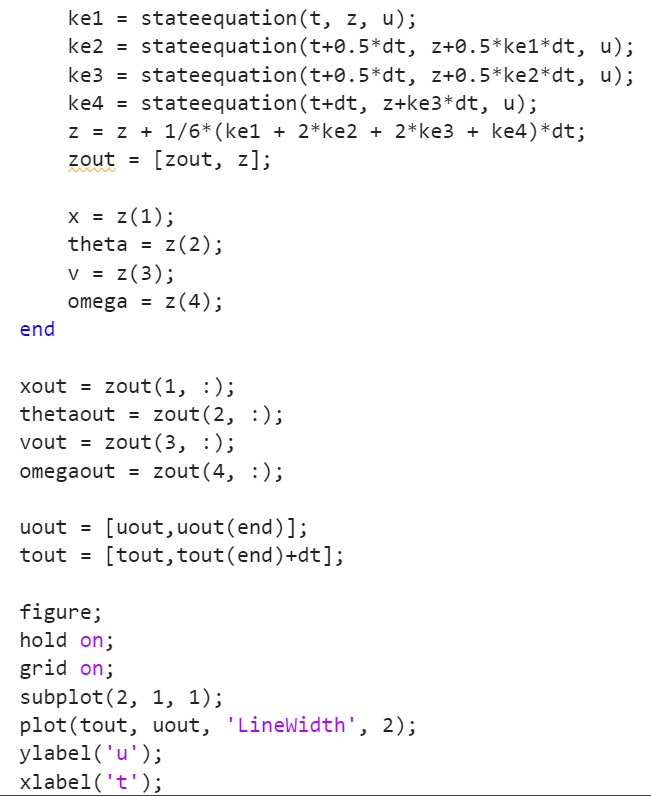 ke1 = stateequation(t, z, u);
ke2 = stateequation(t+0.5*dt, z+0.5*ke1*dt, u);
ke3 = stateequation(t+0.5*dt, z+0.5*ke2*dt, u);
ke4 = stateequation(t+dt, z+ke3*dt, u);
z = z + 1/6*(ke1 + 2*ke2 + 2*ke3 + ke4)*dt;
zout = [zout, z];
x = z(1);
theta = z(2);
v = z(3);
omega = z(4);
end
xout = zout(1, :);
thetaout = zout(2, :);
vout = zout(3, :);
omegaout = zout(4, :);
uout = [uout,uout(end)];
tout = [tout,tout(end)+dt];
figure;
hold on;
grid on;
subplot(2, 1, 1);
plot(tout, uout, 'LineWidth', 2);
ylabel('u');
xlabel('t');